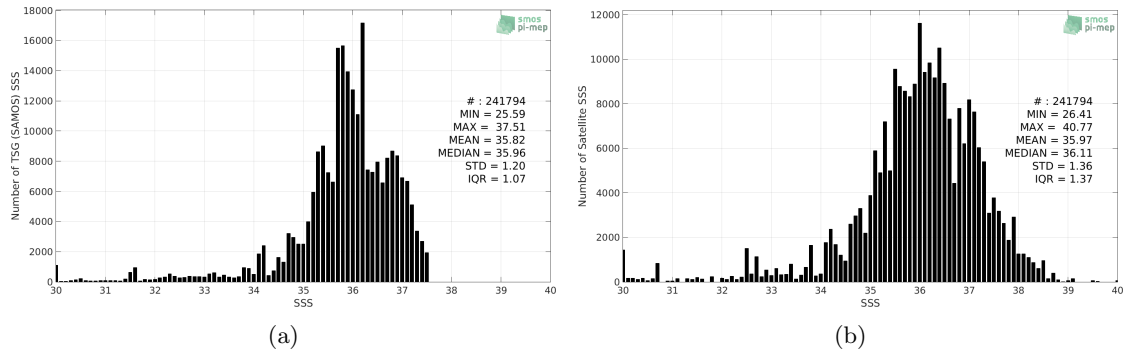 18000
16000
14000
12000
10000
8000
6000
4000
2000
0
Number of TSG (SAMOS) SSS
smos
pi-mep
# : 241794
MIN = 25.59
MAX = 37.51
MEAN = 35.82
MEDIAN = 35.96
STD = 1.20
IQR = 1.07
30 31 32 33 34 35 36 37 38 39 40
SSS
(a)
12000
10000
8000
6000
4000
2000
0
Number of Satellite SSS
smos
pi-mep
# : 241794
MIN = 26.41
MAX = 40.77
MEAN = 35.97
MEDIAN = 36.11
STD = 1.36
IQR = 1.37
30 31 32 33 34 35 36 37 38 39 40
SSS
(b)